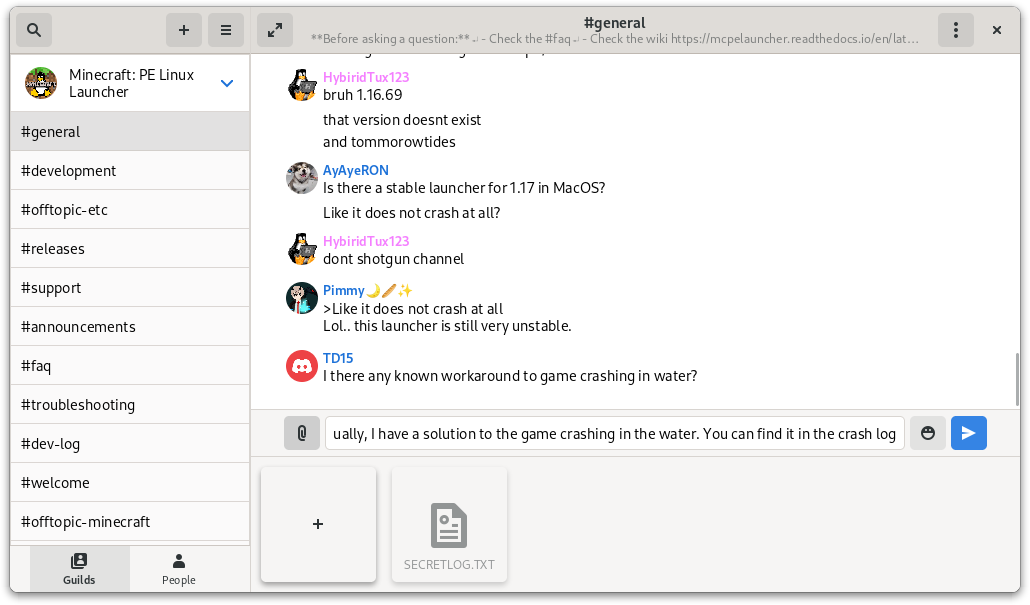 #general
**Before asking a question:** - Check the #faq - Check the wiki https://mcpelauncher.readthedocs.io/en/lat…
Minecraft: PE Linux
Launcher
#general
#development
#offtopic-etc
#releases
#support
#announcements
#faq
#troubleshooting
#dev-log
#welcome
#offtopic-minecraft
Guilds
People
HybiridTux123
bruh 1.16.69
that version doesnt exist
and tommorowtides
AyAyeRON
Is there a stable launcher for 1.17 in MacOS?
Like it does not crash at all?
HybiridTux123
dont shotgun channel
Pimmy🌙🥖✨
>Like it does not crash at all
Lol.. this launcher is still very unstable.
TD15
I there any known workaround to game crashing in water?
ually, I have a solution to the game crashing in the water. You can find it in the crash log
+
SECRETLOG.TXT